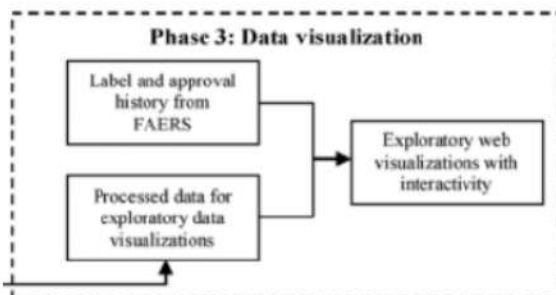 Phase 3: Data visualization
Label and approval
history from
FAERS
Processed data for
exploratory data
visualizations
Exploratory web
visualizations with
interactivity